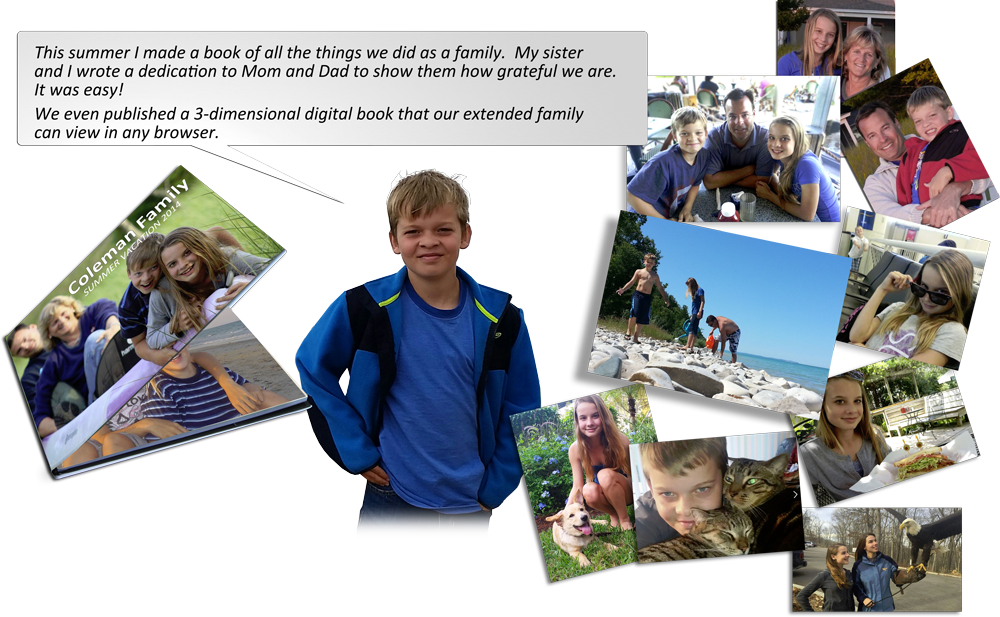 This summer I made a book of all the things we did as a family. My sister
and I wrote a dedication to Mom and Dad to show them how grateful we are.
It was easy!
We even published a 3-dimensional digital book that our extended family
can view in any browser.
Coleman Family
SUMMER VACATION 2014